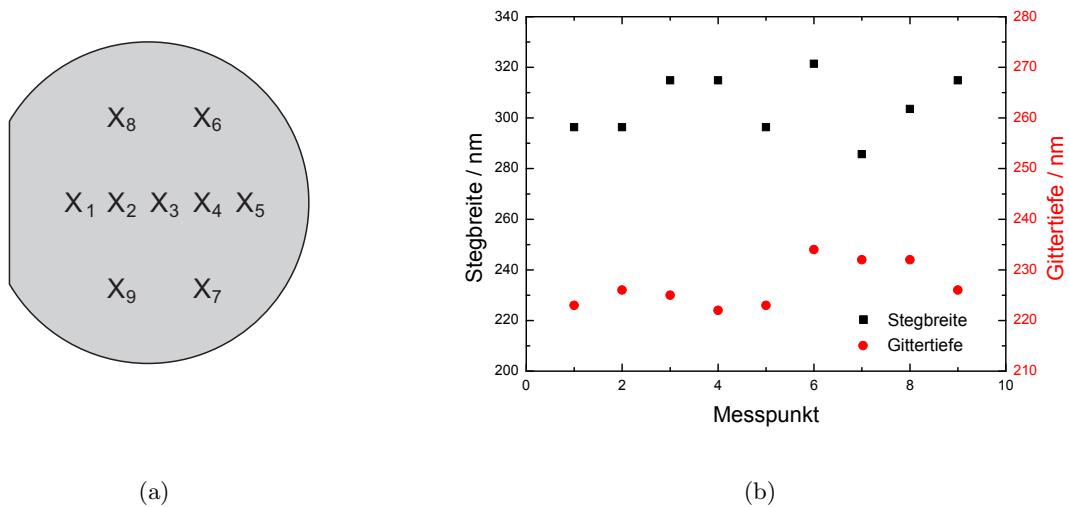 X8 X6
X1 X2 X3 X4 X5
X9 X7
(a)
340
320
300
280
260
240
220
200
Stegbreite / nm
280
270
260
250
240
230
220
210
Gittertiefe / nm
Stegbreite
Gittertiefe
0 2 4 6 8 10
Messpunkt
(b)